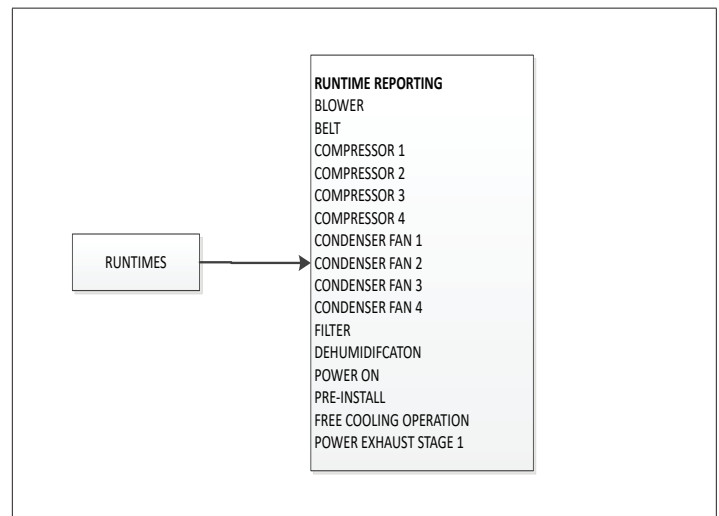 RUNTIMES
RUNTIME REPORTING
BLOWER
BELT
COMPRESSOR 1
COMPRESSOR 2
COMPRESSOR 3
COMPRESSOR 4
CONDENSER FAN 1
CONDENSER FAN 2
CONDENSER FAN 3
CONDENSER FAN 4
FILTER
DEHUMIDIFCATON
POWER ON
PRE-INSTALL
FREE COOLING OPERATION
POWER EXHAUST STAGE 1